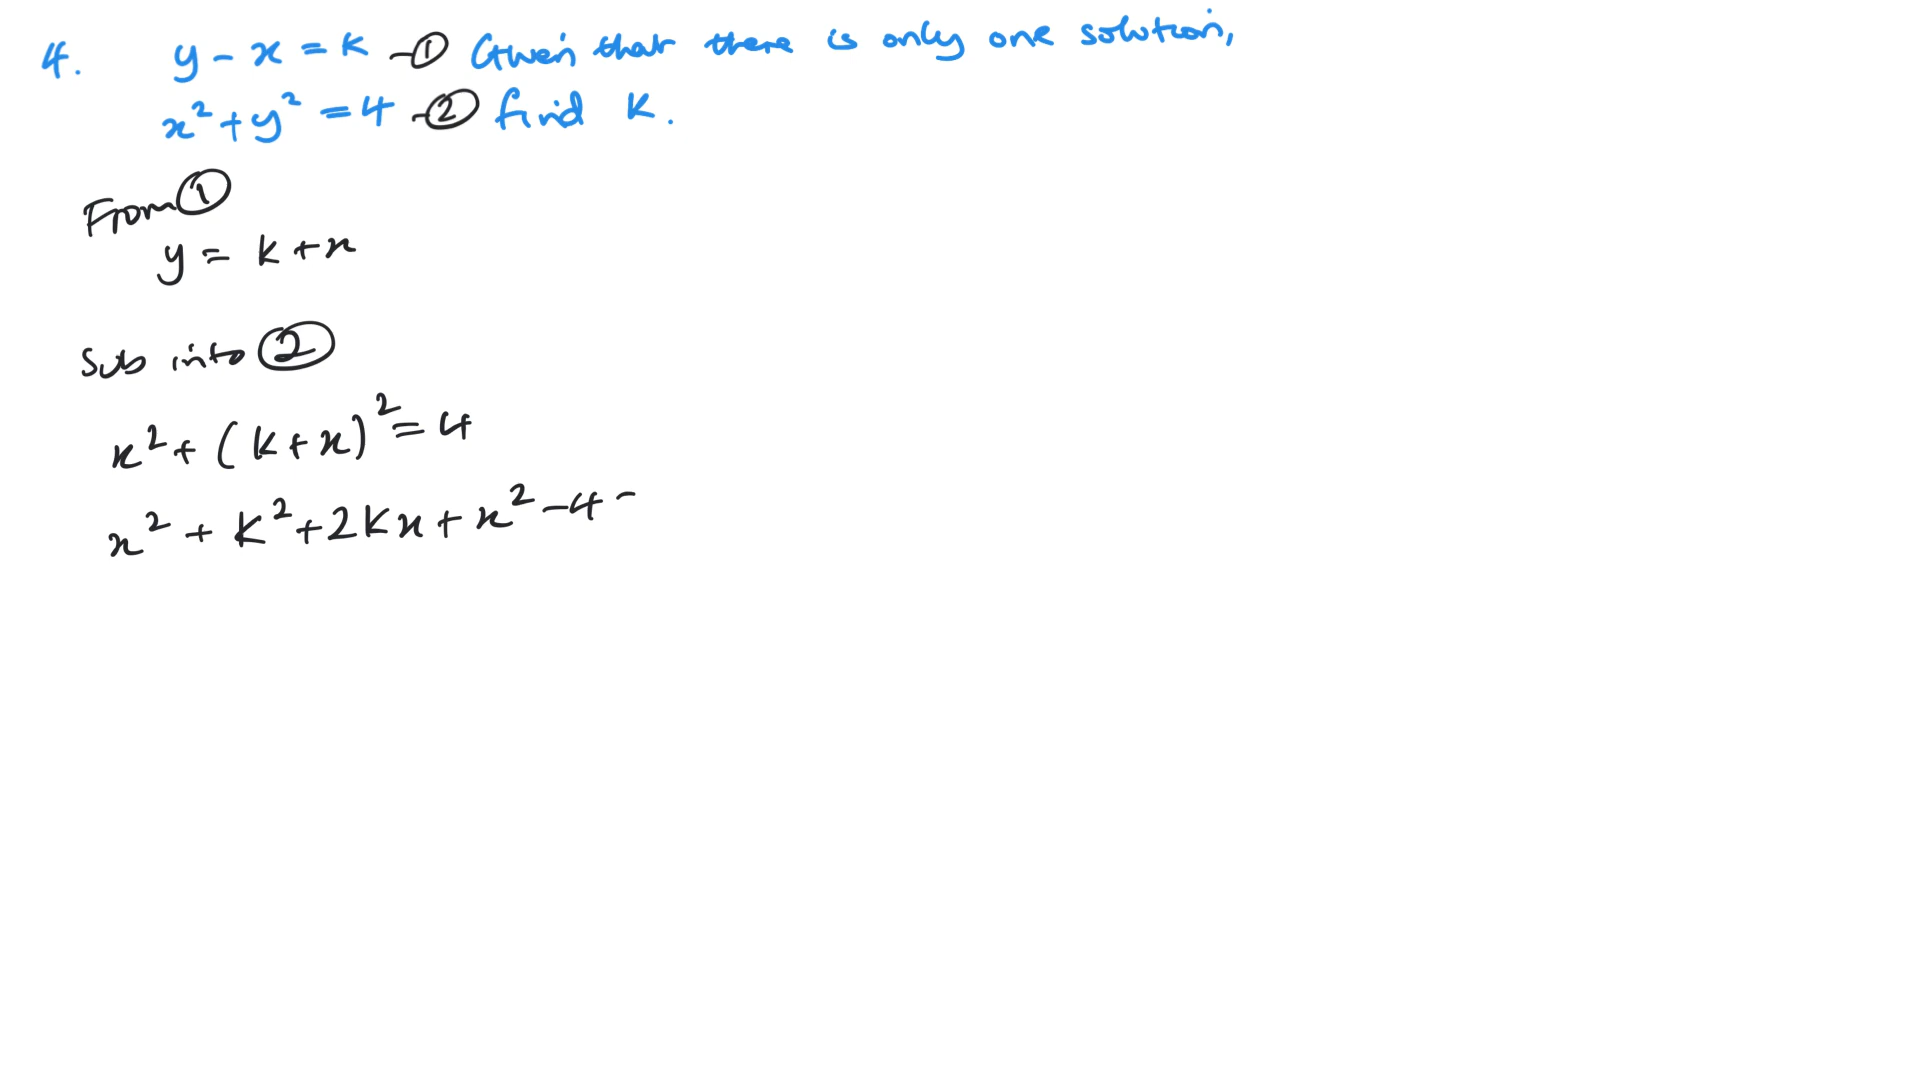 4. y - x = k -① Given that there is only one solution,
x² + y² = 4 -② find k.
From ①
y = k + x
Sub into ②
x² + (k + x)² = 4
x² + k² + 2kx + x² - 4 -